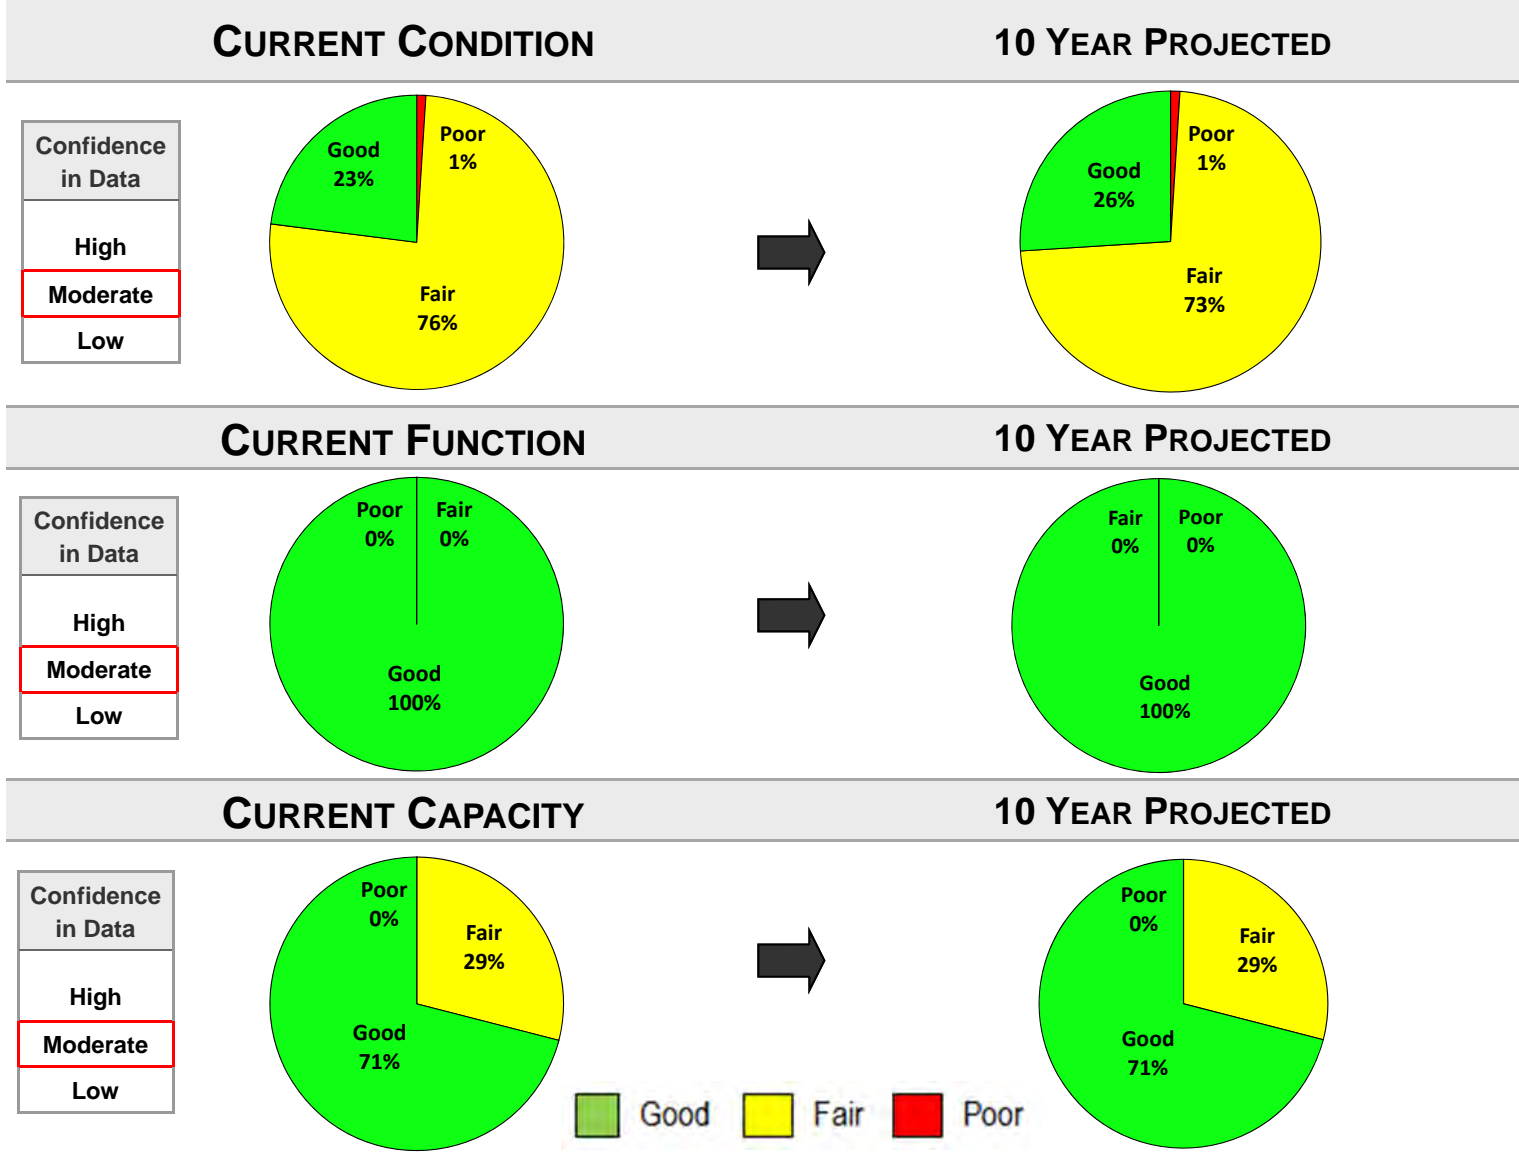 CURRENT CONDITION
10 YEAR PROJECTED
Confidence
in Data
High
Moderate
Low
Good
23%
Poor
1%
Fair
76%
Good
26%
Poor
1%
Fair
73%
CURRENT FUNCTION
10 YEAR PROJECTED
Confidence
in Data
High
Moderate
Low
Poor
0%
Fair
0%
Good
100%
Fair
0%
Poor
0%
Good
100%
CURRENT CAPACITY
10 YEAR PROJECTED
Confidence
in Data
High
Moderate
Low
Poor
0%
Fair
29%
Good
71%
Poor
0%
Fair
29%
Good
71%
Good
Fair
Poor